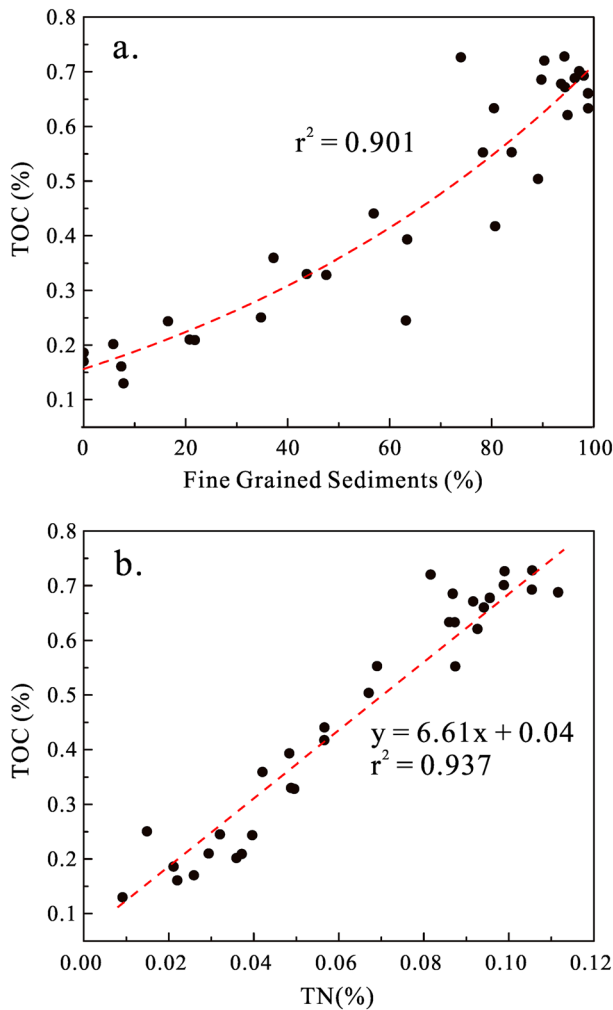 a.
0.8
0.7
0.6
0.5
0.4
0.3
0.2
0.1
TOC (%)
r² = 0.901
0 20 40 60 80 100
Fine Grained Sediments (%)
b.
0.8
0.7
0.6
0.5
0.4
0.3
0.2
0.1
TOC (%)
y = 6.61x + 0.04
r² = 0.937
0.00 0.02 0.04 0.06 0.08 0.10 0.12
TN(%)